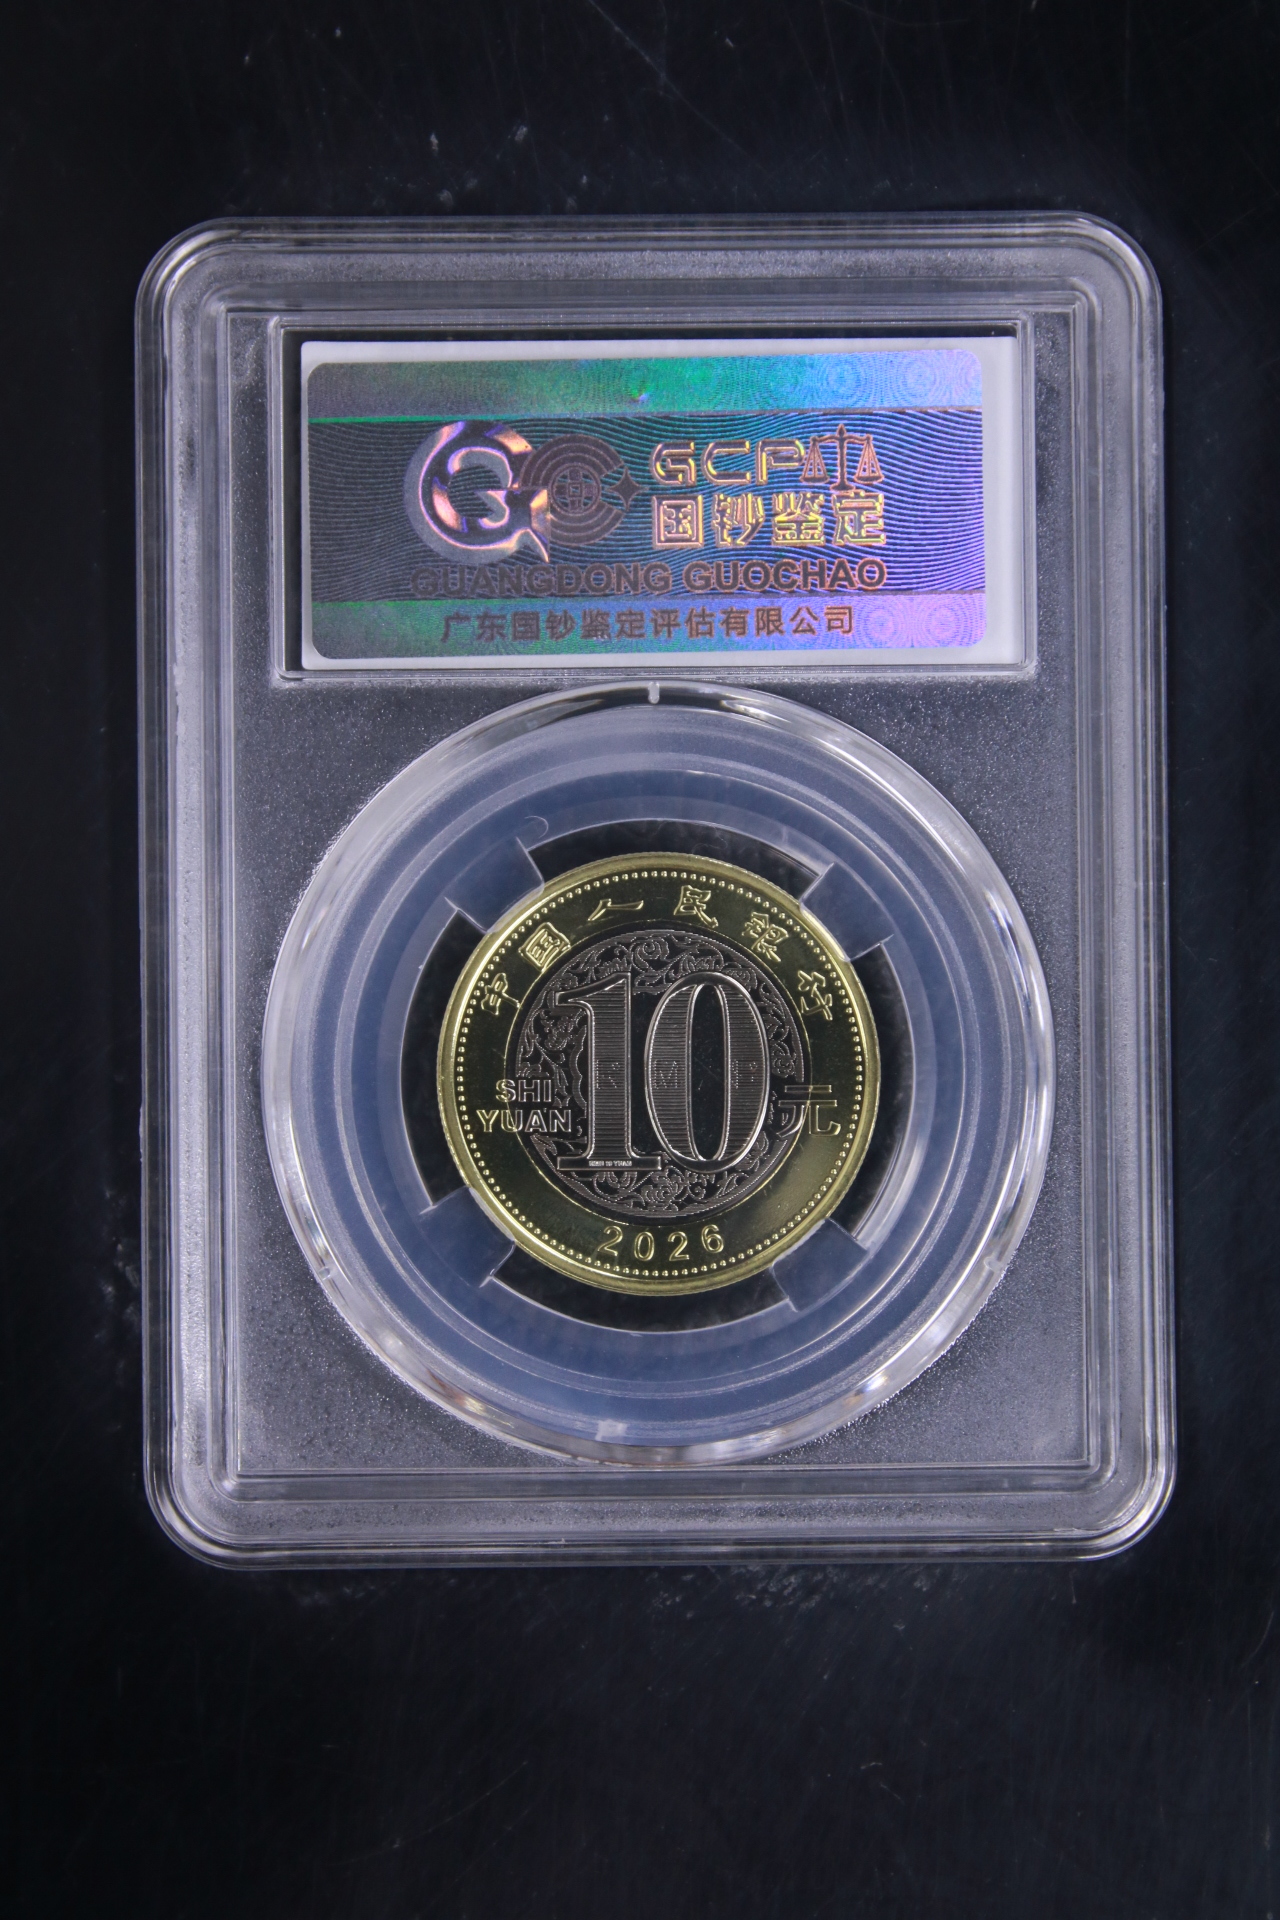 GCP
国钞鉴定
GUANGDONG GUOCHAO
广东国钞鉴定评估有限公司
中国人民银行
10
RMB
SHI
YUAN
元
2026